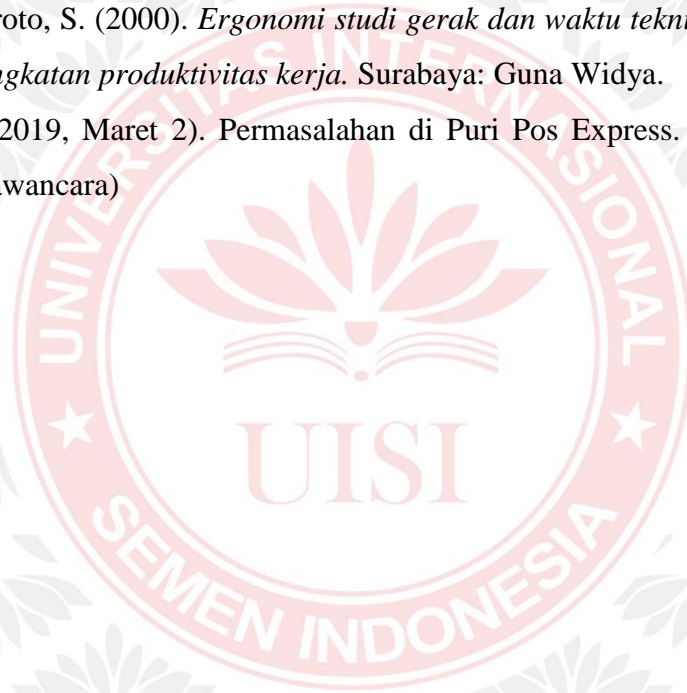 roto, S. (2000). Ergonomi studi gerak dan waktu tekni
ngkatan produktivitas kerja. Surabaya: Guna Widya.
2019, Maret 2). Permasalahan di Puri Pos Express.
wancara)
UNIVERSITAS INTERNASIONAL
UISI
SEMEN INDONESIA